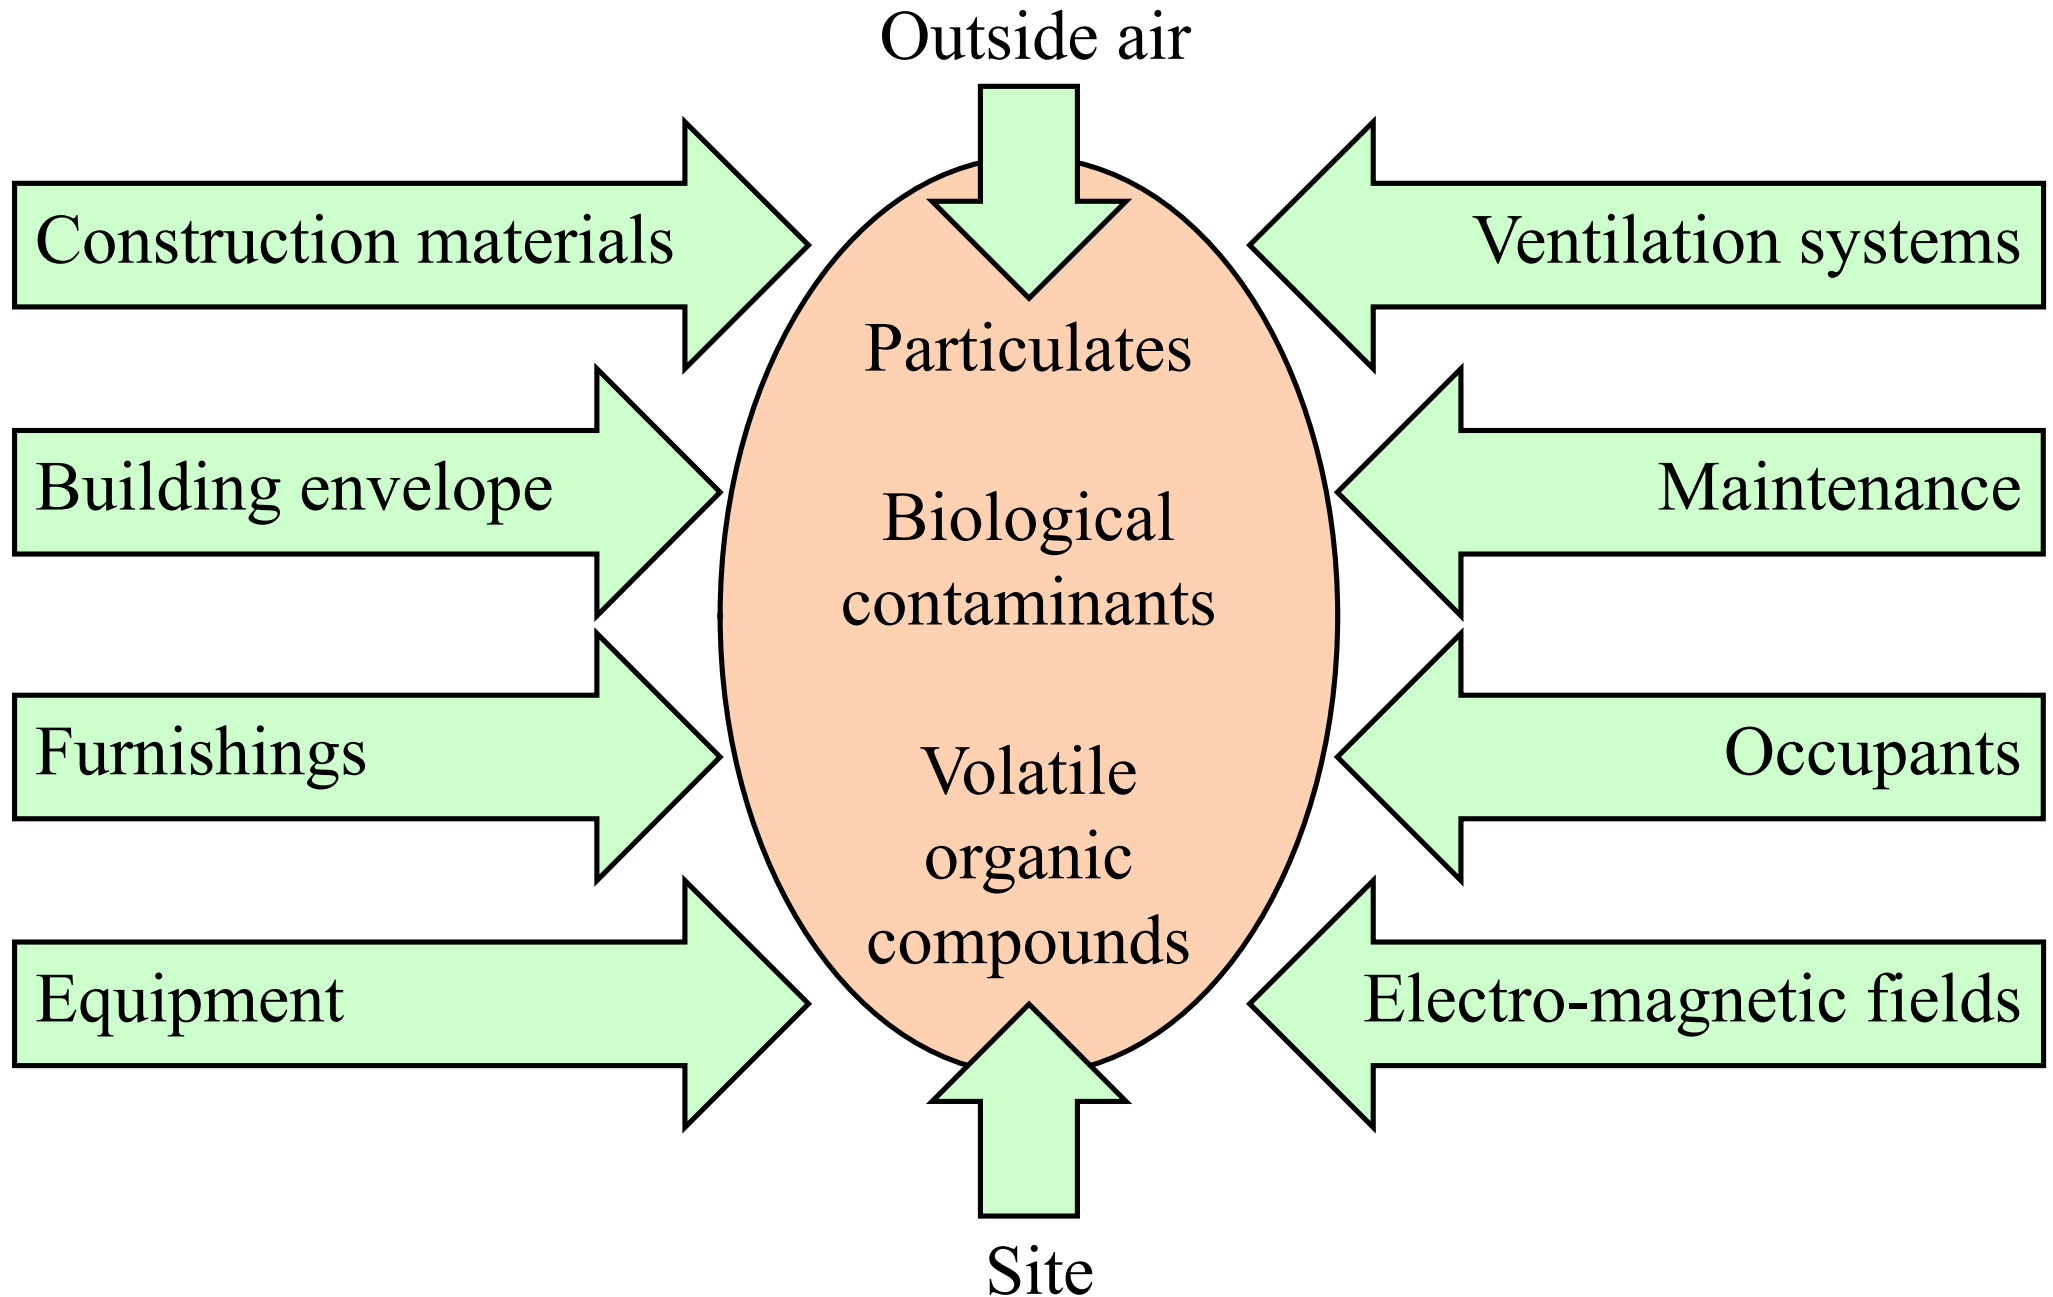 Outside air
Construction materials
Ventilation systems
Particulates
Building envelope
Maintenance
Biological
contaminants
Furnishings
Occupants
Volatile
organic
compounds
Equipment
Electro-magnetic fields
Site